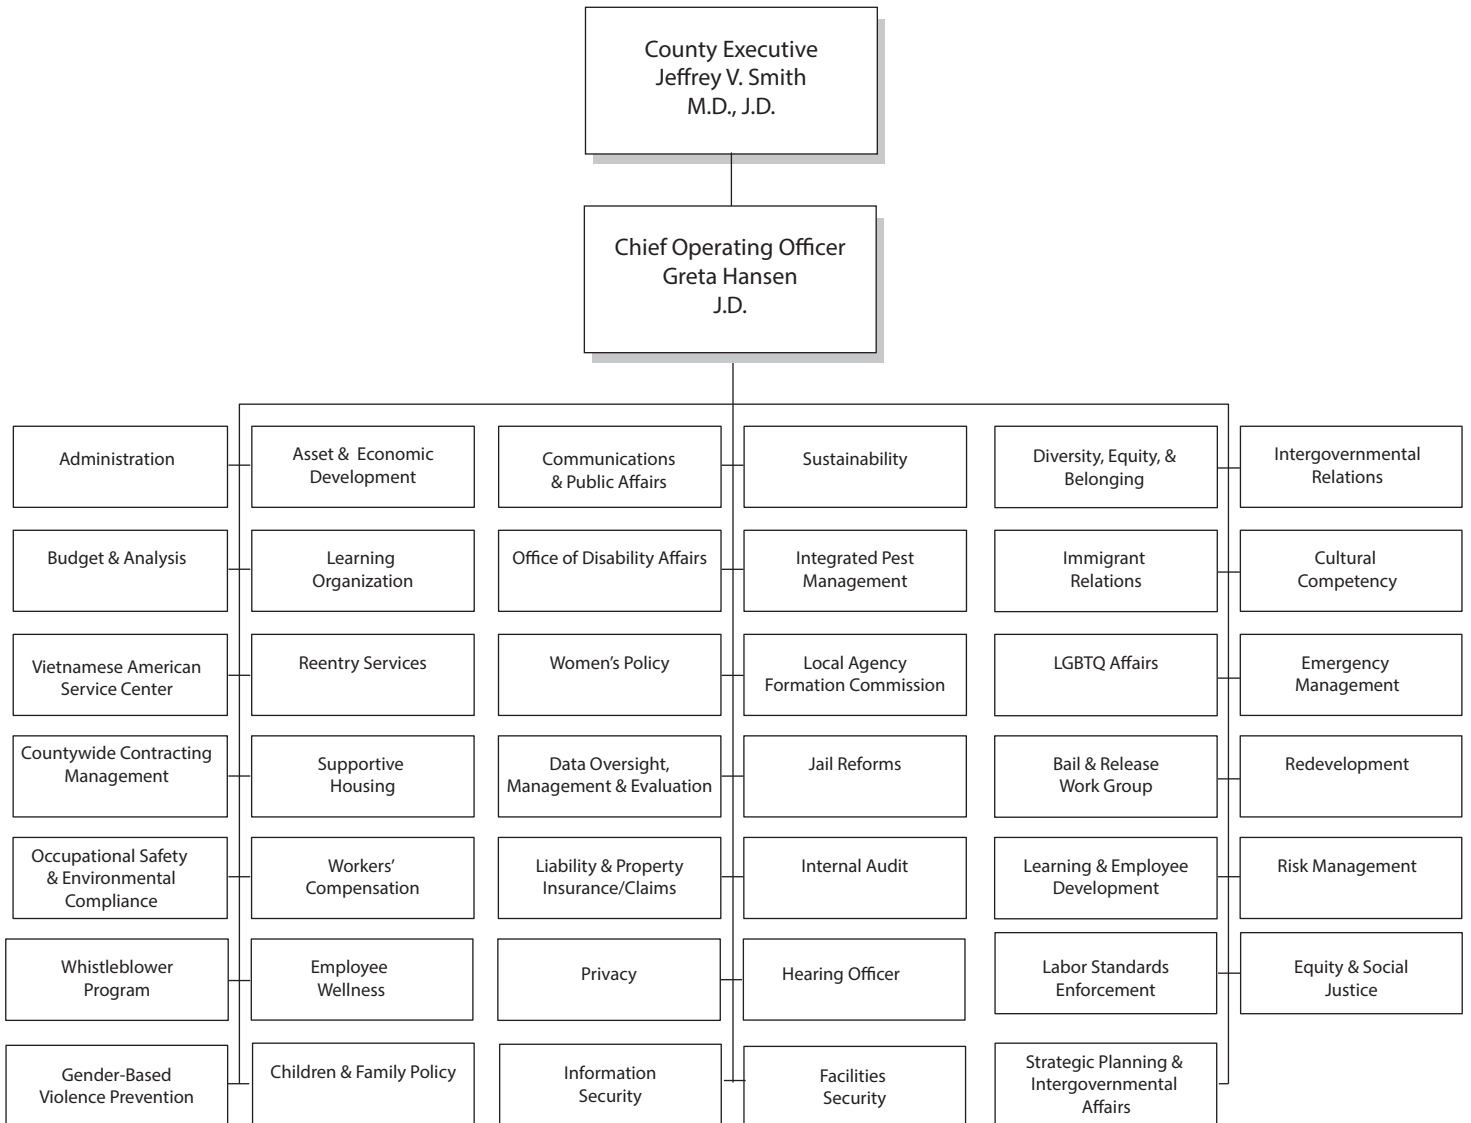 County Executive
Jeffrey V. Smith
M.D., J.D.
Chief Operating Officer
Greta Hansen
J.D.
Administration
Asset & Economic
Development
Communications
& Public Affairs
Sustainability
Diversity, Equity, &
Belonging
Intergovernmental
Relations
Budget & Analysis
Learning
Organization
Office of Disability Affairs
Integrated Pest
Management
Immigrant
Relations
Cultural
Competency
Vietnamese American
Service Center
Reentry Services
Women’s Policy
Local Agency
Formation Commission
LGBTQ Affairs
Emergency
Management
Countywide Contracting
Management
Supportive
Housing
Data Oversight,
Management & Evaluation
Jail Reforms
Bail & Release
Work Group
Redevelopment
Occupational Safety
& Environmental
Compliance
Workers’
Compensation
Liability & Property
Insurance/Claims
Internal Audit
Learning & Employee
Development
Risk Management
Whistleblower
Program
Employee
Wellness
Privacy
Hearing Officer
Labor Standards
Enforcement
Equity & Social
Justice
Gender-Based
Violence Prevention
Children & Family Policy
Information
Security
Facilities
Security
Strategic Planning &
Intergovernmental
Affairs